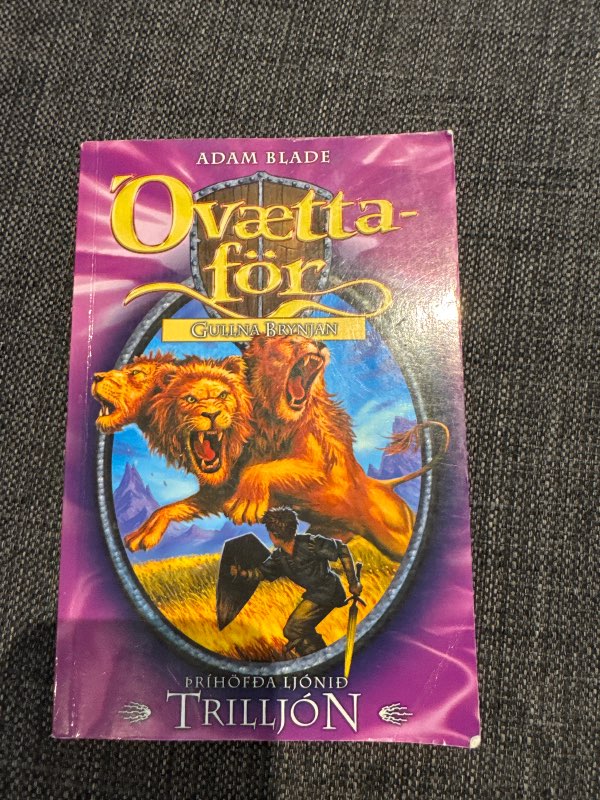 ADAM BLADE
Óvætta-
för
GULLNA BRYNJAN
ÞRÍHÖFÐA LJÓNIÐ
TRILLJÓN